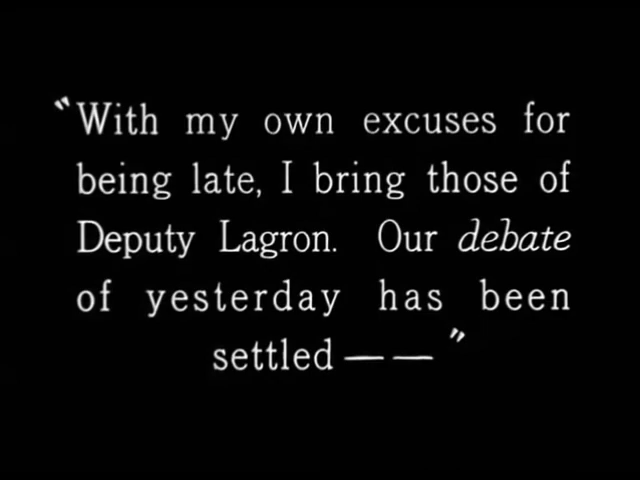 "With my own excuses for
being late, I bring those of
Deputy Lagron. Our debate
of yesterday has been
settled — — "